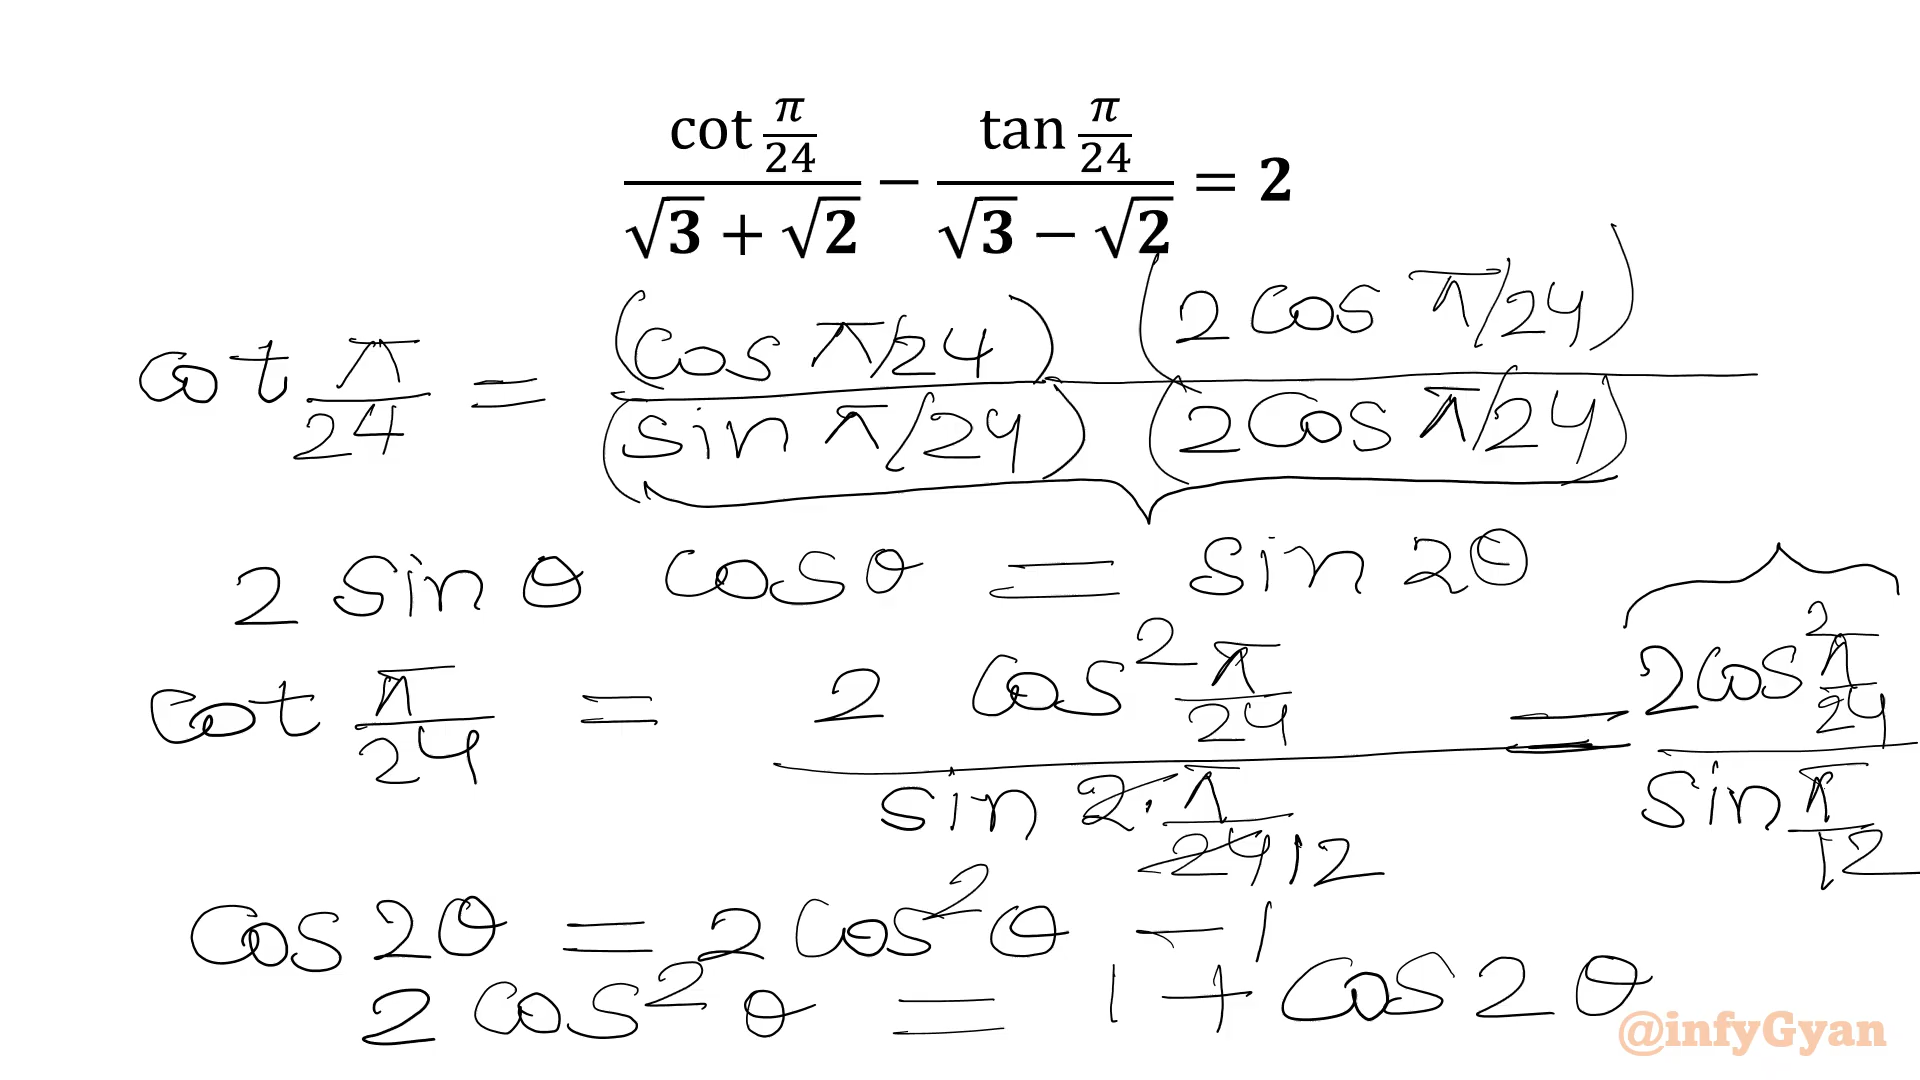 cot π/24 / (√3 + √2) − tan π/24 / (√3 − √2) = 2
cot π/24 = (cos π/24) (2 cos π/24) / (sin π/24) (2 cos π/24)
2 sin θ cos θ = sin 2θ
cot π/24 = 2 cos² π/24 / sin 2·π/24 12 = 2 cos² π/24 / sin π/12
cos 2θ = 2 cos² θ − 1
2 cos² θ = 1 + cos 2θ
@infyGyan